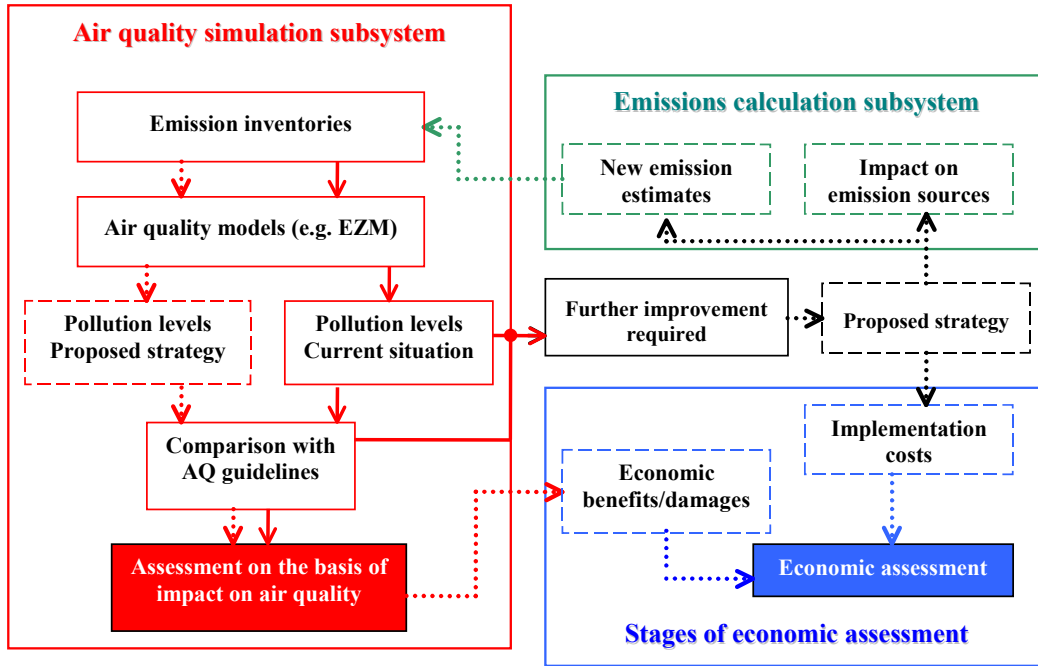 Air quality simulation subsystem
Emission inventories
Air quality models (e.g. EZM)
Pollution levels
Proposed strategy
Pollution levels
Current situation
Comparison with
AQ guidelines
Assessment on the basis of
impact on air quality
Emissions calculation subsystem
New emission
estimates
Impact on
emission sources
Further improvement
required
Proposed strategy
Implementation
costs
Economic
benefits/damages
Economic assessment
Stages of economic assessment